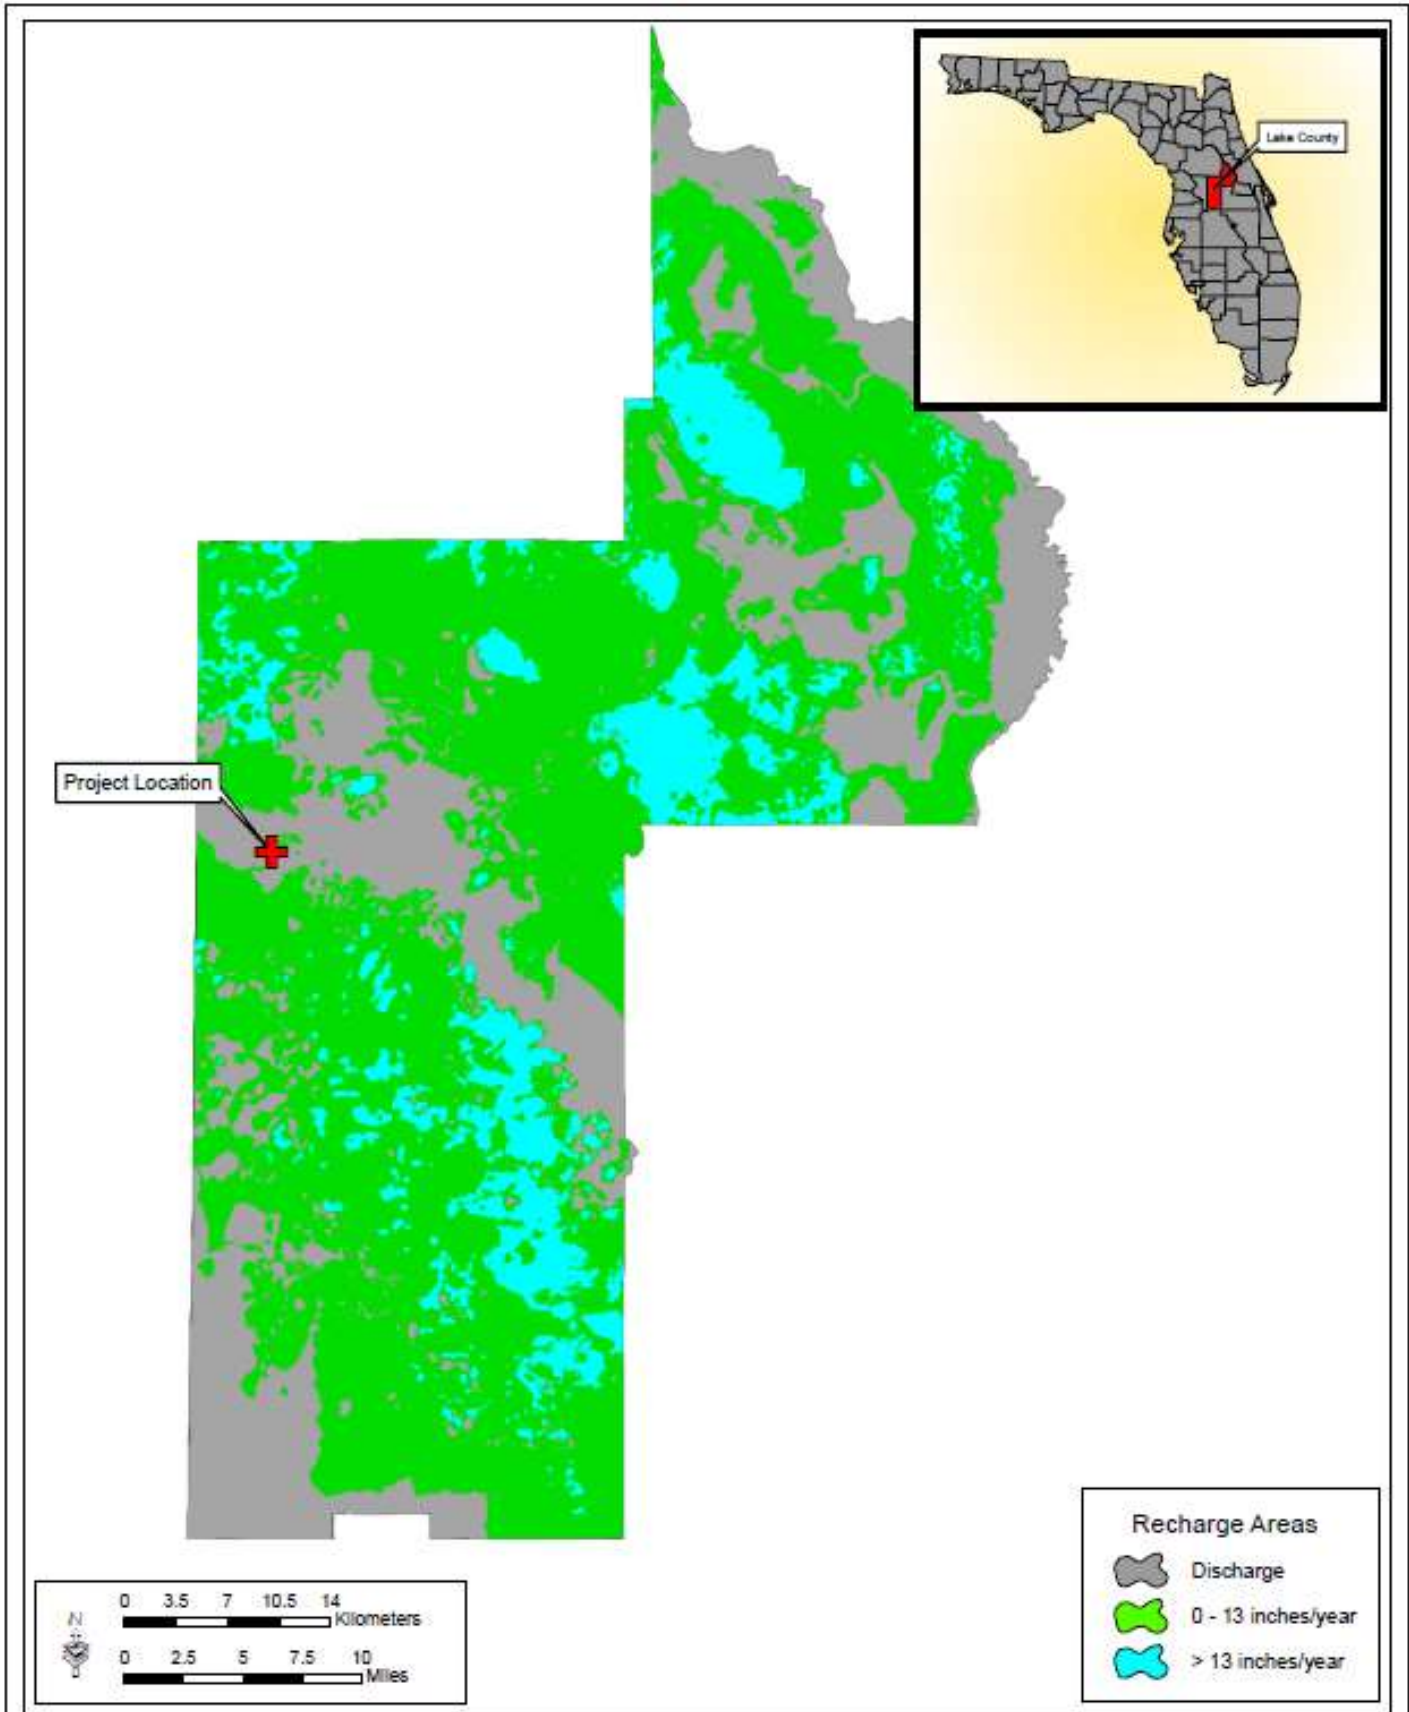 Lake County
Project Location
Recharge Areas
Discharge
0 - 13 inches/year
> 13 inches/year
N
0 3.5 7 10.5 14
Kilometers
0 2.5 5 7.5 10
Miles